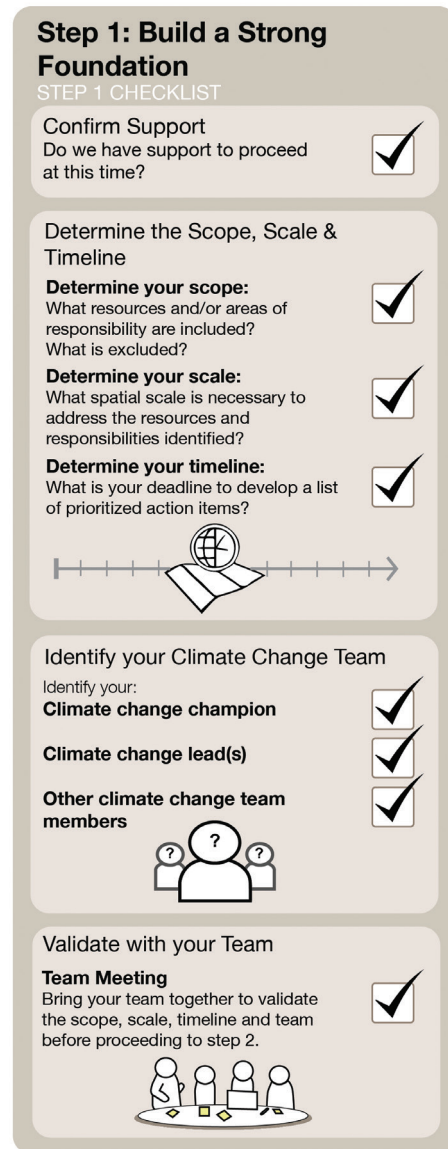 Step 1: Build a Strong
Foundation
STEP 1 CHECKLIST
Confirm Support
Do we have support to proceed
at this time?
Determine the Scope, Scale &
Timeline
Determine your scope:
What resources and/or areas of
responsibility are included?
What is excluded?
Determine your scale:
What spatial scale is necessary to
address the resources and
responsibilities identified?
Determine your timeline:
What is your deadline to develop a list
of prioritized action items?
Identify your Climate Change Team
Identify your:
Climate change champion
Climate change lead(s)
Other climate change team
members
? ? ?
Validate with your Team
Team Meeting
Bring your team together to validate
the scope, scale, timeline and team
before proceeding to step 2.